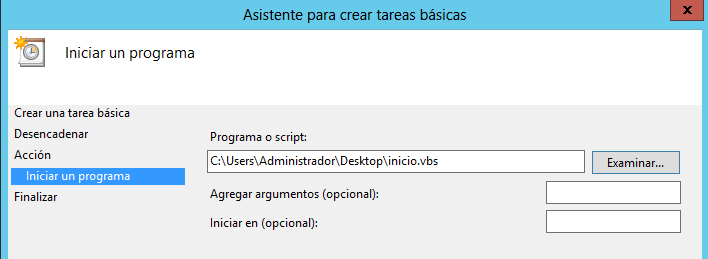 Asistente para crear tareas básicas
x
Iniciar un programa
Crear una tarea básica
Desencadenar
Acción
Iniciar un programa
Finalizar
Programa o script:
C:\Users\Administrador\Desktop\inicio.vbs
Examinar...
Agregar argumentos (opcional):
Iniciar en (opcional):